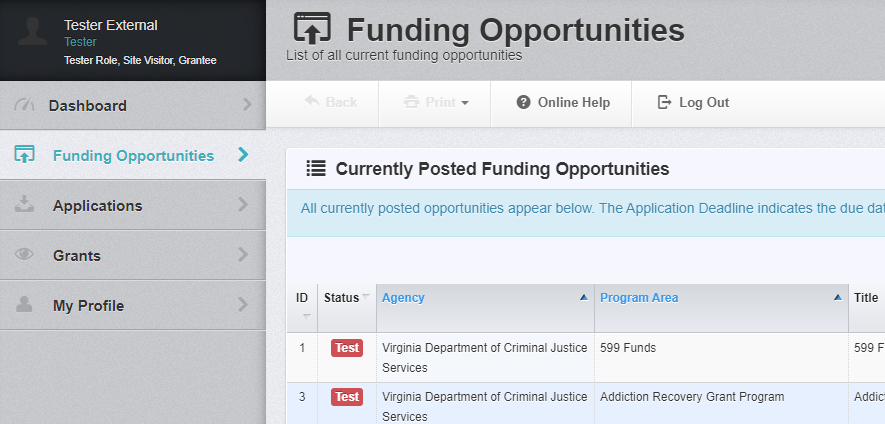 Tester External
Tester
Tester Role, Site Visitor, Grantee
Dashboard
Funding Opportunities
Applications
Grants
My Profile
Funding Opportunities
List of all current funding opportunities
Back
Print
Online Help
Log Out
Currently Posted Funding Opportunities
All currently posted opportunities appear below. The Application Deadline indicates the due dat
ID Status Agency Program Area Title
1 Test Virginia Department of Criminal Justice 599 Funds 599 F
Services
3 Test Virginia Department of Criminal Justice Addiction Recovery Grant Program Addic
Services